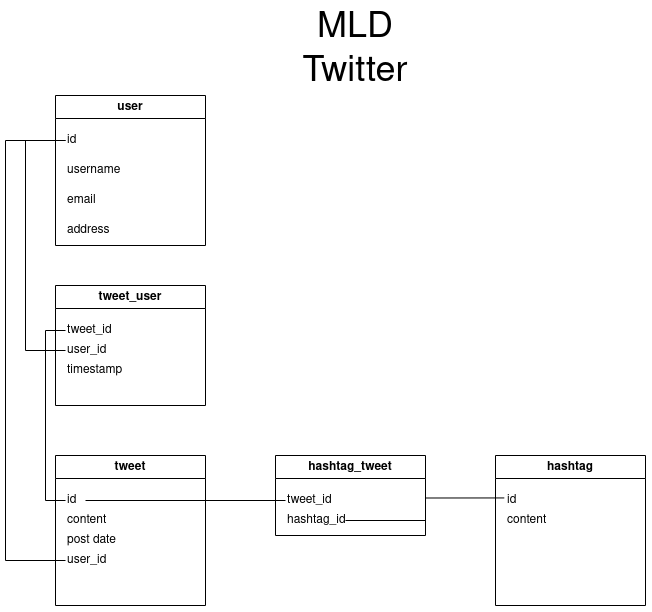 MLD
Twitter
user
id
username
email
address
tweet_user
tweet_id
user_id
timestamp
tweet
id
content
post date
user_id
hashtag_tweet
tweet_id
hashtag_id
hashtag
id
content